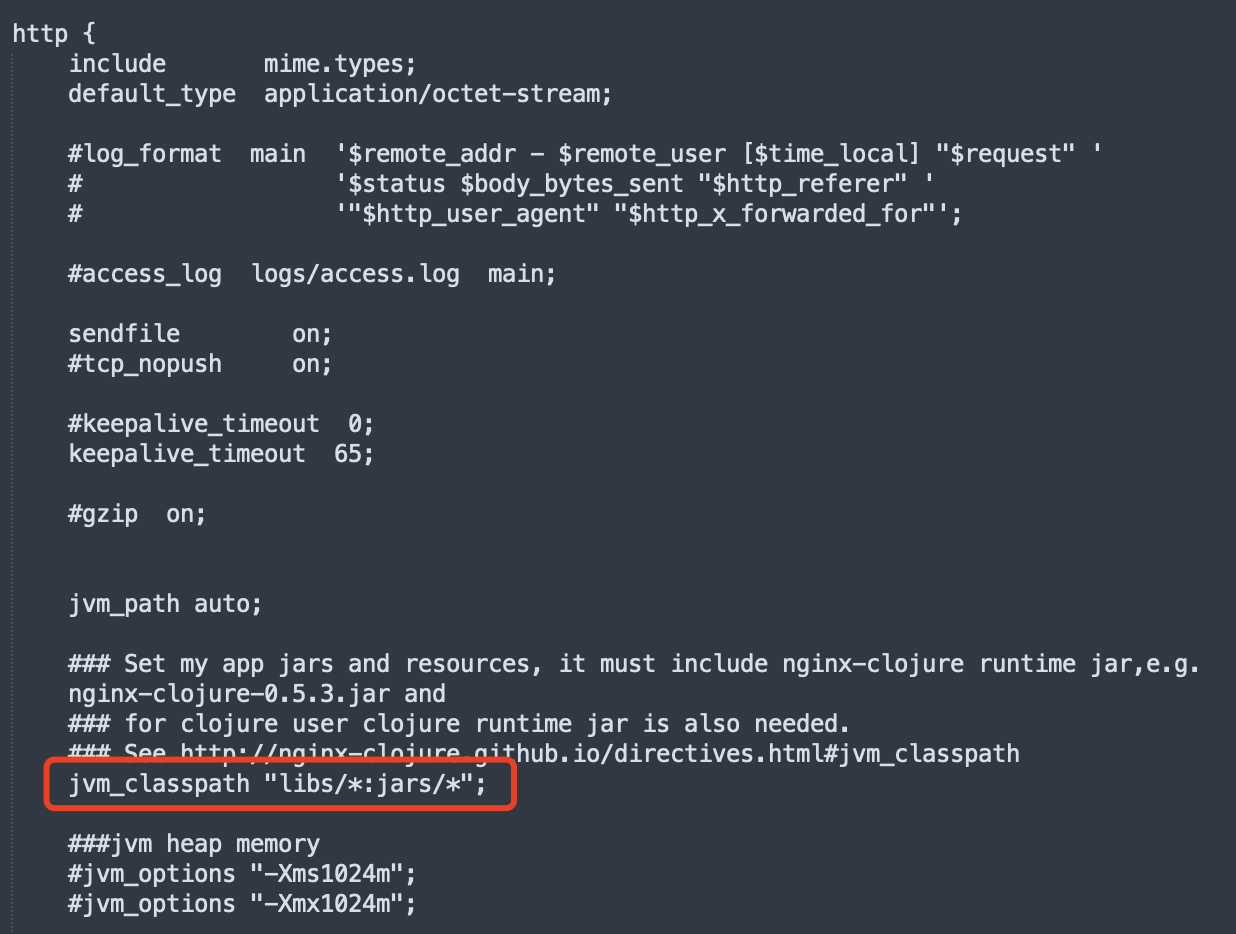 http {
include       mime.types;
default_type  application/octet-stream;
#log_format  main  '$remote_addr - $remote_user [$time_local] "$request" '
#                  '$status $body_bytes_sent "$http_referer" '
#                  '"$http_user_agent" "$http_x_forwarded_for"';
#access_log  logs/access.log  main;
sendfile        on;
#tcp_nopush     on;
#keepalive_timeout  0;
keepalive_timeout  65;
#gzip  on;
jvm_path auto;
### Set my app jars and resources, it must include nginx-clojure runtime jar,e.g.
nginx-clojure-0.5.3.jar and
### for clojure user clojure runtime jar is also needed.
### See http://nginx-clojure.github.io/directives.html#jvm_classpath
jvm_classpath "libs/*:jars/*";
###jvm heap memory
#jvm_options "-Xms1024m";
#jvm_options "-Xmx1024m";